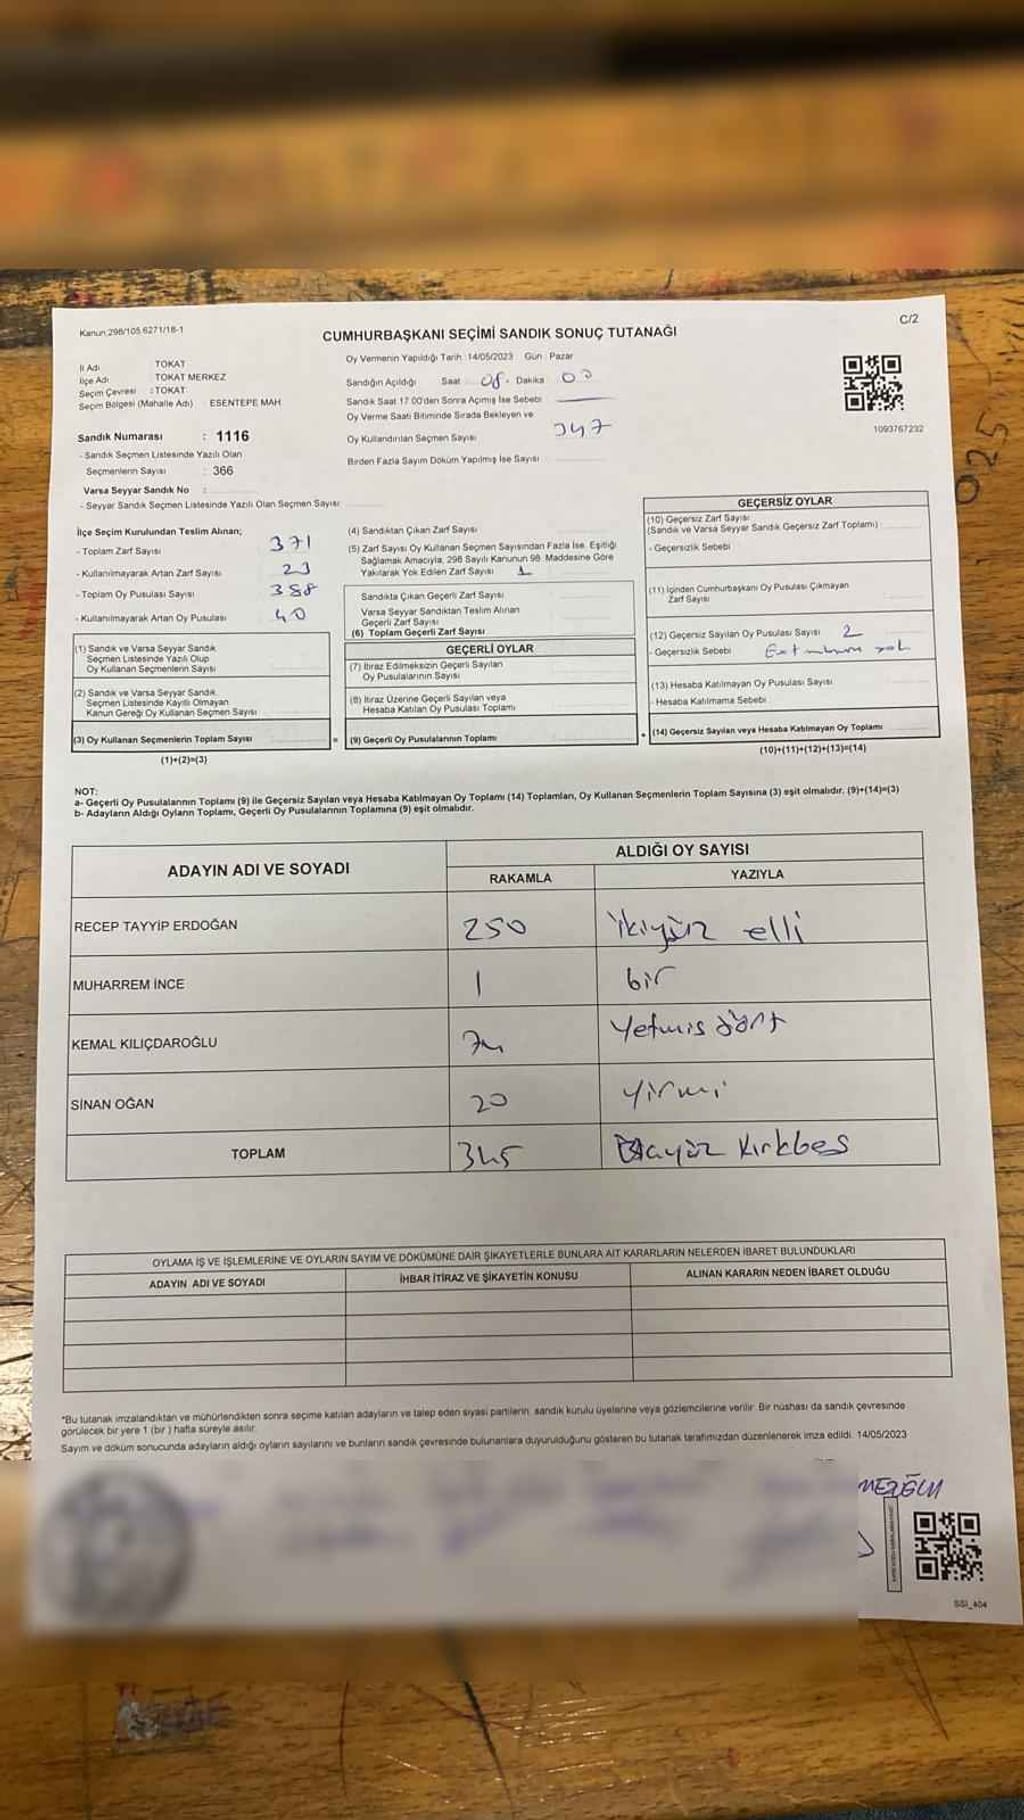 Kanun 298/105 6271/18-1
C/2
CUMHURBAŞKANI SEÇİMİ SANDIK SONUÇ TUTANAĞI
İl Adı TOKAT
İlçe Adı TOKAT MERKEZ
Seçim Çevresi : TOKAT
Seçim Bölgesi (Mahalle Adı) ESENTEPE MAH
Sandık Numarası : 1116
- Sandık Seçmen Listesinde Yazılı Olan
Seçmenlerin Sayısı : 366
Varsa Seyyar Sandık No :
- Seyyar Sandık Seçmen Listesinde Yazılı Olan Seçmen Sayısı
Oy Vermenin Yapıldığı Tarih 14/05/2023 Gün Pazar
Sandığın Açıldığı Saat 08. Dakika 00
Sandık Saat 17 00'den Sonra Açımış İse Sebebi
Oy Verme Saati Bitiminde Sırada Bekleyen ve
Oy Kullandırılan Seçmen Sayısı 347
Birden Fazla Sayım Döküm Yapılmış İse Sayısı
1093767232
025
İlçe Seçim Kurulundan Teslim Alınan;
- Toplam Zarf Sayısı 371
- Kullanılmayarak Artan Zarf Sayısı 23
- Toplam Oy Pusulası Sayısı 388
- Kullanılmayarak Artan Oy Pusulası 40
(4) Sandıktan Çıkan Zarf Sayısı
(5) Zarf Sayısı Oy Kullanan Seçmen Sayısından Fazla İse, Eşitliği
Sağlamak Amacıyla, 298 Sayılı Kanunun 98. Maddesine Göre
Yakılarak Yok Edilen Zarf Sayısı 1
Sandıkta Çıkan Geçerli Zarf Sayısı
Varsa Seyyar Sandıktan Teslim Alınan
Geçerli Zarf Sayısı
(6) Toplam Geçerli Zarf Sayısı
GEÇERSİZ OYLAR
(10) Geçersiz Zarf Sayısı
(Sandık ve Varsa Seyyar Sandık Geçersiz Zarf Toplamı)
- Geçersizlik Sebebi
(11) İçinden Cumhurbaşkanı Oy Pusulası Çıkmayan
Zarf Sayısı
(12) Geçersiz Sayılan Oy Pusulası Sayısı 2
- Geçersizlik Sebebi
(13) Hesaba Katılmayan Oy Pusulası Sayısı
- Hesaba Katılmama Sebebi
(14) Geçersiz Sayılan veya Hesaba Katılmayan Oy Toplamı
(10)+(11)+(12)+(13)=(14)
(1) Sandık ve Varsa Seyyar Sandık
Seçmen Listesinde Yazılı Olup
Oy Kullanan Seçmenlerin Sayısı
(2) Sandık ve Varsa Seyyar Sandık
Seçmen Listesinde Kayıtlı Olmayan
Kanun Gereği Oy Kullanan Seçmen Sayısı
(3) Oy Kullanan Seçmenlerin Toplam Sayısı
(1)+(2)=(3)
GEÇERLİ OYLAR
(7) İtiraz Edilmeksizin Geçerli Sayılan
Oy Pusulalarının Sayısı
(8) İtiraz Üzerine Geçerli Sayılan veya
Hesaba Katılan Oy Pusulası Toplamı
(9) Geçerli Oy Pusulalarının Toplamı
NOT:
a- Geçerli Oy Pusulalarının Toplamı (9) ile Geçersiz Sayılan veya Hesaba Katılmayan Oy Toplamı (14) Toplamları, Oy Kullanan Seçmenlerin Toplam Sayısına (3) eşit olmalıdır. (9)+(14)=(3)
b- Adayların Aldığı Oyların Toplamı, Geçerli Oy Pusulalarının Toplamına (9) eşit olmalıdır.
ADAYIN ADI VE SOYADI
ALDIĞI OY SAYISI
RAKAMLA YAZIYLA
RECEP TAYYİP ERDOĞAN 250 ikiyüz elli
MUHARREM İNCE 1 bir
KEMAL KILIÇDAROĞLU 74 Yetmis dört
SİNAN OĞAN 20 yirmi
TOPLAM 345 üçyüz kırkbes
OYLAMA İŞ VE İŞLEMLERİNE VE OYLARIN SAYIM VE DÖKÜMÜNE DAİR ŞİKAYETLERLE BUNLARA AİT KARARLARIN NELERDEN İBARET BULUNDUKLARI
ADAYIN ADI VE SOYADI İHBAR İTİRAZ VE ŞİKAYETİN KONUSU ALINAN KARARIN NEDEN İBARET OLDUĞU
*Bu tutanak imzalandıktan ve mühürlendikten sonra seçime katılan adayların ve talep eden siyasi partilerin, sandık kurulu üyelerine veya gözlemcilerine verilir. Bir nüshası da sandık çevresinde
görülecek bir yere 1 (bir ) hafta süreyle asılır.
Sayım ve döküm sonucunda adayların aldığı oyların sayılarını ve bunların sandık çevresinde bulunanlara duyurulduğunu gösteren bu tutanak tarafımızdan düzenlenerek imza edildi. 14/05/2023
MEZOĞLU
SSI_404